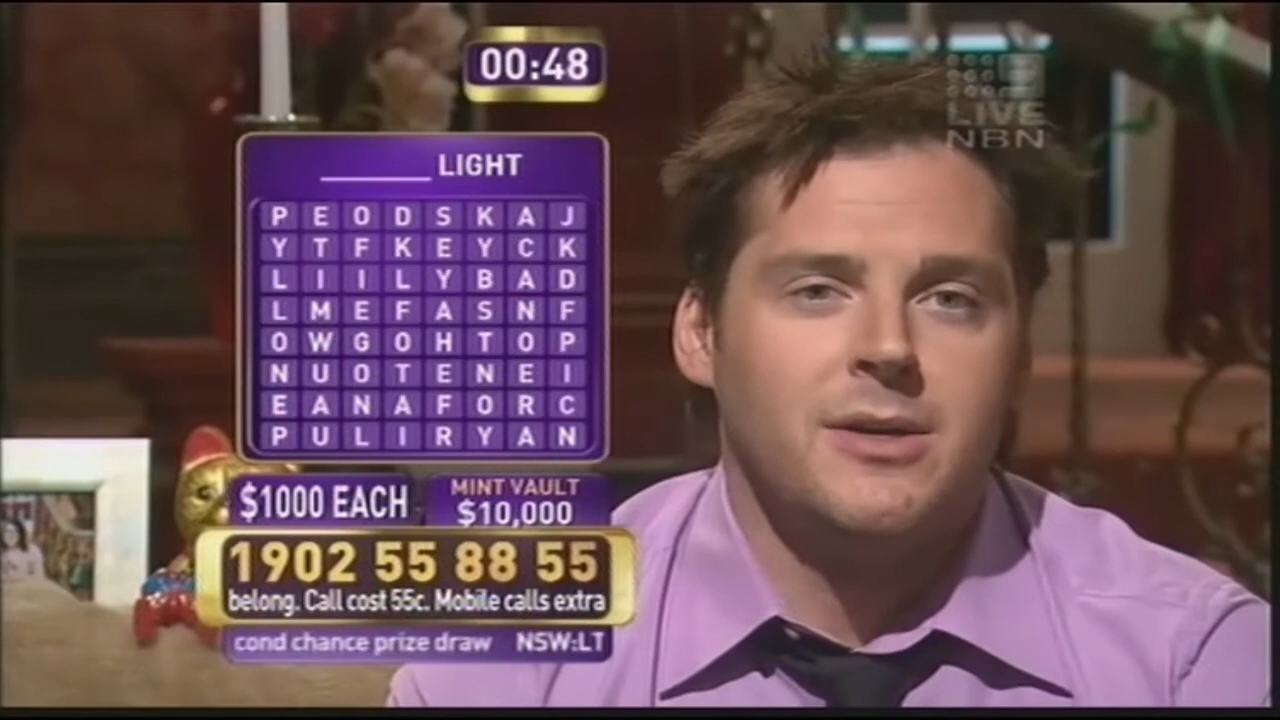 00:48
LIVE
NBN
______ LIGHT
P E O D S K A J
Y T F K E Y C K
L I I L Y B A D
L M E F A S N F
O W G O H T O P
N U O T E N E I
E A N A F O R C
P U L I R Y A N
$1000 EACH
MINT VAULT
$10,000
1902 55 88 55
belong. Call cost 55c. Mobile calls extra
cond chance prize draw NSW:LT